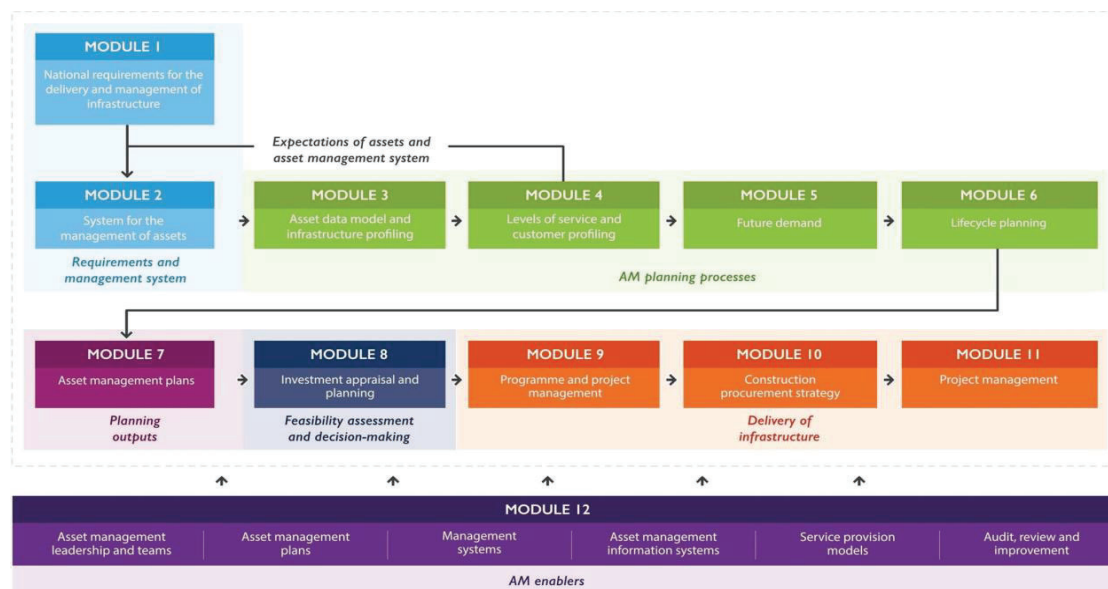 MODULE 1
National requirements for the
delivery and management of
infrastructure
Expectations of assets and
asset management system
MODULE 2
System for the
management of assets
Requirements and
management system
MODULE 3
Asset data model and
infrastructure profiling
MODULE 4
Levels of service and
customer profiling
MODULE 5
Future demand
MODULE 6
Lifecycle planning
AM planning processes
MODULE 7
Asset management plans
Planning
outputs
MODULE 8
Investment appraisal and
planning
Feasibility assessment
and decision-making
MODULE 9
Programme and project
management
MODULE 10
Construction
procurement strategy
MODULE 11
Project management
Delivery of
infrastructure
MODULE 12
Asset management
leadership and teams
Asset management
plans
Management
systems
Asset management
information systems
Service provision
models
Audit, review and
improvement
AM enablers